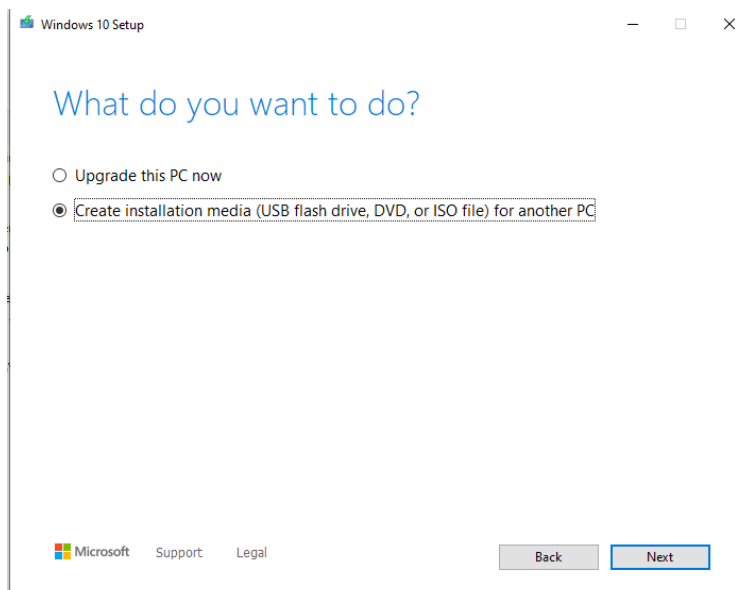 Windows 10 Setup
What do you want to do?
Upgrade this PC now
Create installation media (USB flash drive, DVD, or ISO file) for another PC
Microsoft Support Legal
Back Next